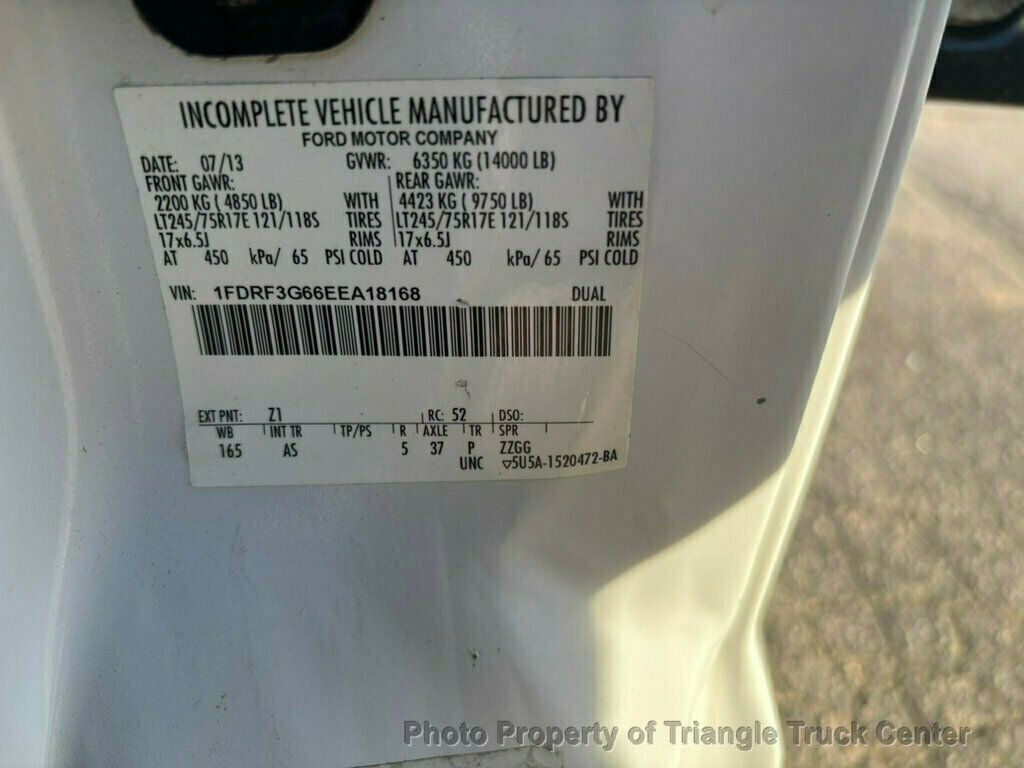 INCOMPLETE VEHICLE MANUFACTURED BY
FORD MOTOR COMPANY
DATE: 07/13 GVWR: 6350 KG (14000 LB)
FRONT GAWR: REAR GAWR:
2200 KG ( 4850 LB) WITH 4423 KG ( 9750 LB) WITH
LT245/75R17E 121/118S TIRES LT245/75R17E 121/118S TIRES
17x6.5J RIMS 17x6.5J RIMS
AT 450 kPa/ 65 PSI COLD AT 450 kPa/ 65 PSI COLD
VIN: 1FDRF3G66EEA18168 DUAL
EXT PNT: Z1 RC: 52 DSO:
WB INT TR TP/PS R AXLE TR SPR
165 AS 5 37 P ZZGG
UNC ▽5U5A-1520472-BA
Photo Property of Triangle Truck Center